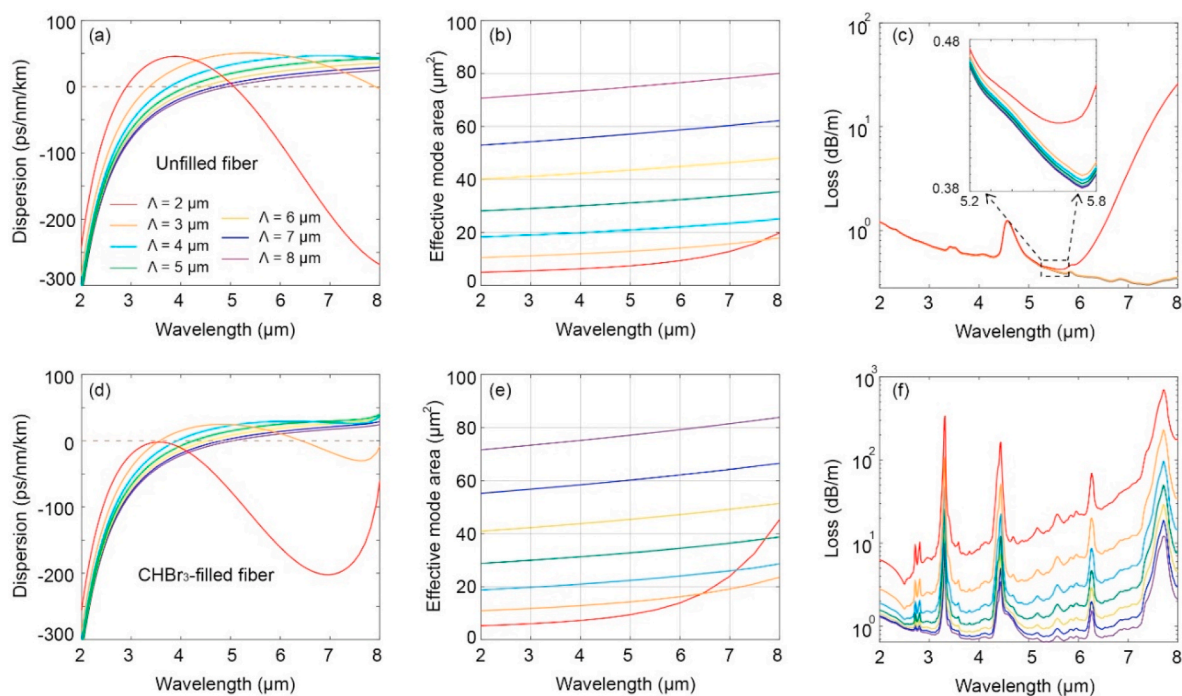 (a)
100
0
-100
-200
-300
Dispersion (ps/nm/km)
Unfilled fiber
Λ = 2 μm
Λ = 3 μm
Λ = 4 μm
Λ = 5 μm
Λ = 6 μm
Λ = 7 μm
Λ = 8 μm
2 3 4 5 6 7 8
Wavelength (μm)
(b)
100
80
60
40
20
0
Effective mode area (μm²)
2 3 4 5 6 7 8
Wavelength (μm)
(c)
10²
10¹
10⁰
Loss (dB/m)
0.48
0.38
5.2 5.8
2 3 4 5 6 7 8
Wavelength (μm)
(d)
100
0
-100
-200
-300
Dispersion (ps/nm/km)
CHBr₃-filled fiber
2 3 4 5 6 7 8
Wavelength (μm)
(e)
100
80
60
40
20
0
Effective mode area (μm²)
2 3 4 5 6 7 8
Wavelength (μm)
(f)
10³
10²
10¹
10⁰
Loss (dB/m)
2 3 4 5 6 7 8
Wavelength (μm)